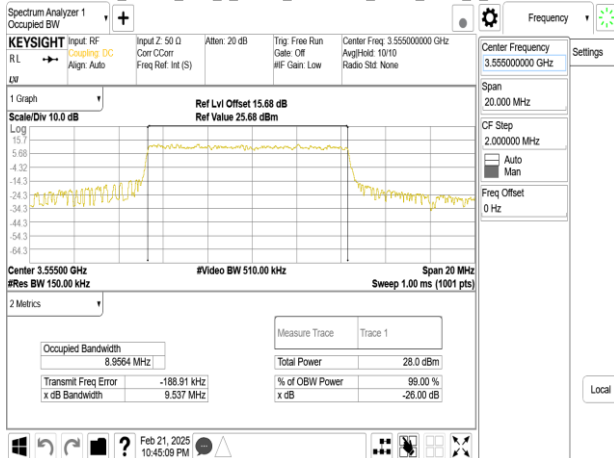 Spectrum Analyzer 1
Occupied BW
Frequency
KEYSIGHT
RL
LXI
Input: RF
Coupling: DC
Align: Auto
Input Z: 50 Ω
Corr CCorr
Freq Ref: Int (S)
Atten: 20 dB
Trig: Free Run
Gate: Off
#IF Gain: Low
Center Freq: 3.555000000 GHz
Avg|Hold: 10/10
Radio Std: None
Center Frequency
3.555000000 GHz
Settings
Span
20.000 MHz
CF Step
2.000000 MHz
Auto
Man
Freq Offset
0 Hz
Local
1 Graph
Scale/Div 10.0 dB
Ref Lvl Offset 15.68 dB
Ref Value 25.68 dBm
Log
15.7
5.68
-4.32
-14.3
-24.3
-34.3
-44.3
-54.3
-64.3
Center 3.55500 GHz
#Video BW 510.00 kHz
Span 20 MHz
#Res BW 150.00 kHz
Sweep 1.00 ms (1001 pts)
2 Metrics
Measure Trace
Trace 1
Occupied Bandwidth
8.9564 MHz
Total Power
28.0 dBm
Transmit Freq Error
-188.91 kHz
% of OBW Power
99.00 %
x dB Bandwidth
9.537 MHz
x dB
-26.00 dB
?
Feb 21, 2025
10:45:09 PM